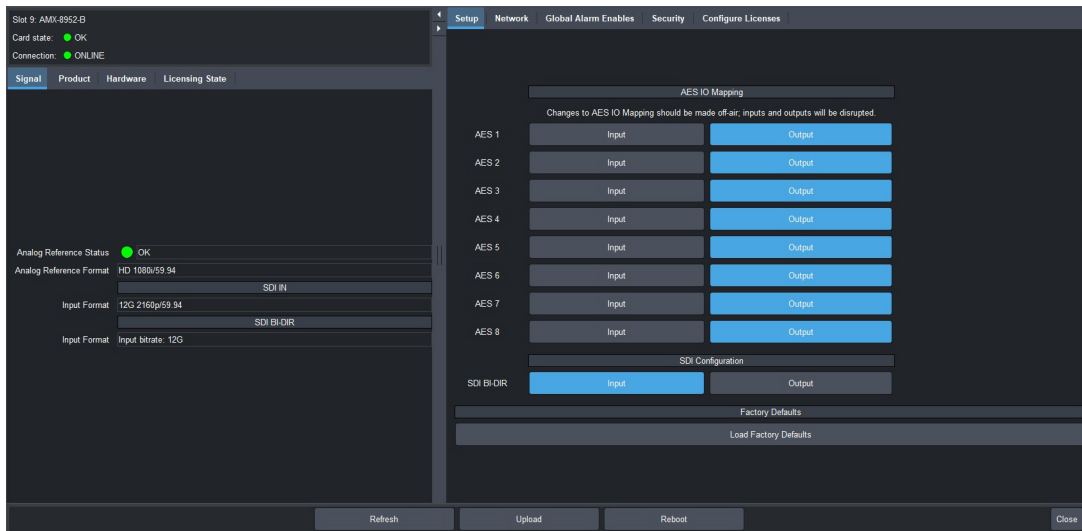 Slot 9: AMX-8952-B
Card state: OK
Connection: ONLINE
Signal Product Hardware Licensing State
Analog Reference Status OK
Analog Reference Format HD 1080i/59.94
SDI IN
Input Format 12G 2160p/59.94
SDI BI-DIR
Input Format Input bitrate: 12G
Setup Network Global Alarm Enables Security Configure Licenses
AES IO Mapping
Changes to AES IO Mapping should be made off-air; inputs and outputs will be disrupted.
AES 1 Input Output
AES 2 Input Output
AES 3 Input Output
AES 4 Input Output
AES 5 Input Output
AES 6 Input Output
AES 7 Input Output
AES 8 Input Output
SDI Configuration
SDI BI-DIR Input Output
Factory Defaults
Load Factory Defaults
Refresh Upload Reboot Close